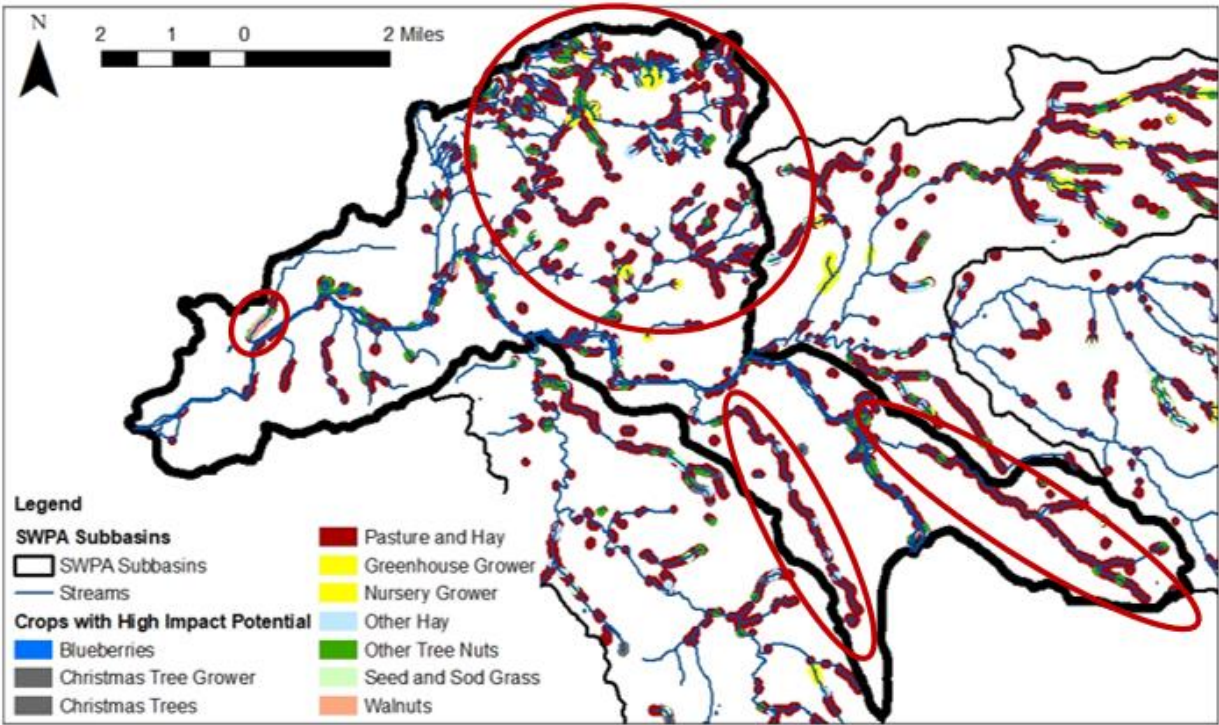 N
2 1 0 2 Miles
Legend
SWPA Subbasins
SWPA Subbasins
Streams
Crops with High Impact Potential
Blueberries
Christmas Tree Grower
Christmas Trees
Pasture and Hay
Greenhouse Grower
Nursery Grower
Other Hay
Other Tree Nuts
Seed and Sod Grass
Walnuts